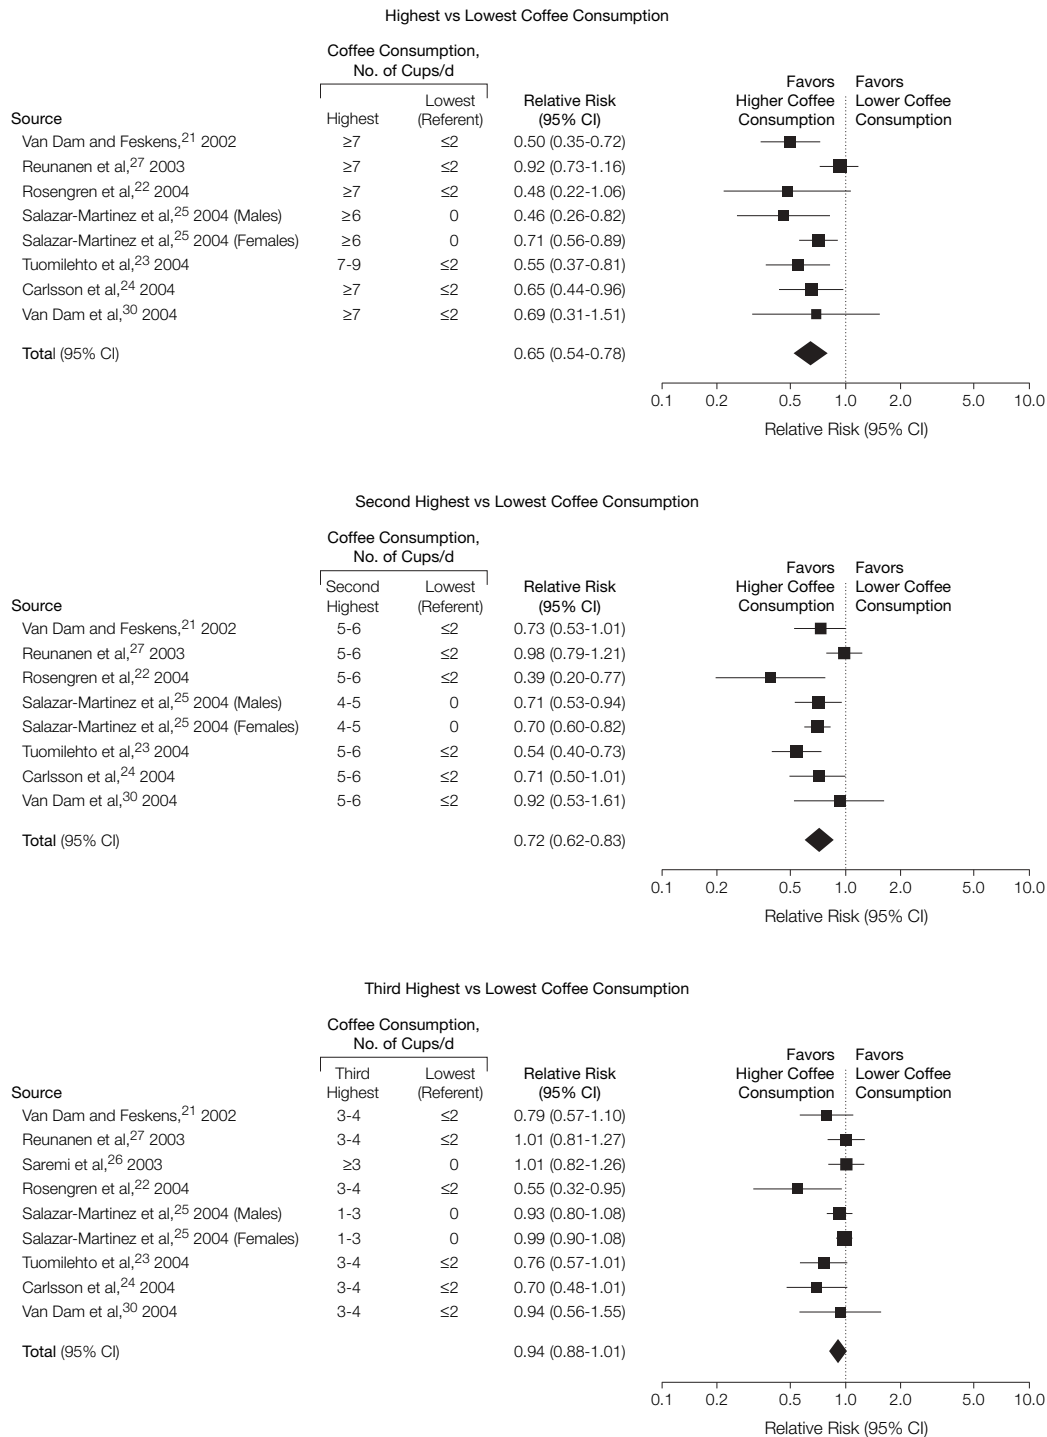 Highest vs Lowest Coffee Consumption
Coffee Consumption,
No. of Cups/d
Favors Favors
Lowest Relative Risk Higher Coffee Lower Coffee
Source Highest (Referent) (95% CI) Consumption Consumption
Van Dam and Feskens,21 2002 ≥7 ≤2 0.50 (0.35-0.72)
Reunanen et al,27 2003 ≥7 ≤2 0.92 (0.73-1.16)
Rosengren et al,22 2004 ≥7 ≤2 0.48 (0.22-1.06)
Salazar-Martinez et al,25 2004 (Males) ≥6 0 0.46 (0.26-0.82)
Salazar-Martinez et al,25 2004 (Females) ≥6 0 0.71 (0.56-0.89)
Tuomilehto et al,23 2004 7-9 ≤2 0.55 (0.37-0.81)
Carlsson et al,24 2004 ≥7 ≤2 0.65 (0.44-0.96)
Van Dam et al,30 2004 ≥7 ≤2 0.69 (0.31-1.51)
Total (95% CI) 0.65 (0.54-0.78)
0.1 0.2 0.5 1.0 2.0 5.0 10.0
Relative Risk (95% CI)
Second Highest vs Lowest Coffee Consumption
Coffee Consumption,
No. of Cups/d
Favors Favors
Second Lowest Relative Risk Higher Coffee Lower Coffee
Source Highest (Referent) (95% CI) Consumption Consumption
Van Dam and Feskens,21 2002 5-6 ≤2 0.73 (0.53-1.01)
Reunanen et al,27 2003 5-6 ≤2 0.98 (0.79-1.21)
Rosengren et al,22 2004 5-6 ≤2 0.39 (0.20-0.77)
Salazar-Martinez et al,25 2004 (Males) 4-5 0 0.71 (0.53-0.94)
Salazar-Martinez et al,25 2004 (Females) 4-5 0 0.70 (0.60-0.82)
Tuomilehto et al,23 2004 5-6 ≤2 0.54 (0.40-0.73)
Carlsson et al,24 2004 5-6 ≤2 0.71 (0.50-1.01)
Van Dam et al,30 2004 5-6 ≤2 0.92 (0.53-1.61)
Total (95% CI) 0.72 (0.62-0.83)
0.1 0.2 0.5 1.0 2.0 5.0 10.0
Relative Risk (95% CI)
Third Highest vs Lowest Coffee Consumption
Coffee Consumption,
No. of Cups/d
Favors Favors
Third Lowest Relative Risk Higher Coffee Lower Coffee
Source Highest (Referent) (95% CI) Consumption Consumption
Van Dam and Feskens,21 2002 3-4 ≤2 0.79 (0.57-1.10)
Reunanen et al,27 2003 3-4 ≤2 1.01 (0.81-1.27)
Saremi et al,26 2003 ≥3 0 1.01 (0.82-1.26)
Rosengren et al,22 2004 3-4 ≤2 0.55 (0.32-0.95)
Salazar-Martinez et al,25 2004 (Males) 1-3 0 0.93 (0.80-1.08)
Salazar-Martinez et al,25 2004 (Females) 1-3 0 0.99 (0.90-1.08)
Tuomilehto et al,23 2004 3-4 ≤2 0.76 (0.57-1.01)
Carlsson et al,24 2004 3-4 ≤2 0.70 (0.48-1.01)
Van Dam et al,30 2004 3-4 ≤2 0.94 (0.56-1.55)
Total (95% CI) 0.94 (0.88-1.01)
0.1 0.2 0.5 1.0 2.0 5.0 10.0
Relative Risk (95% CI)